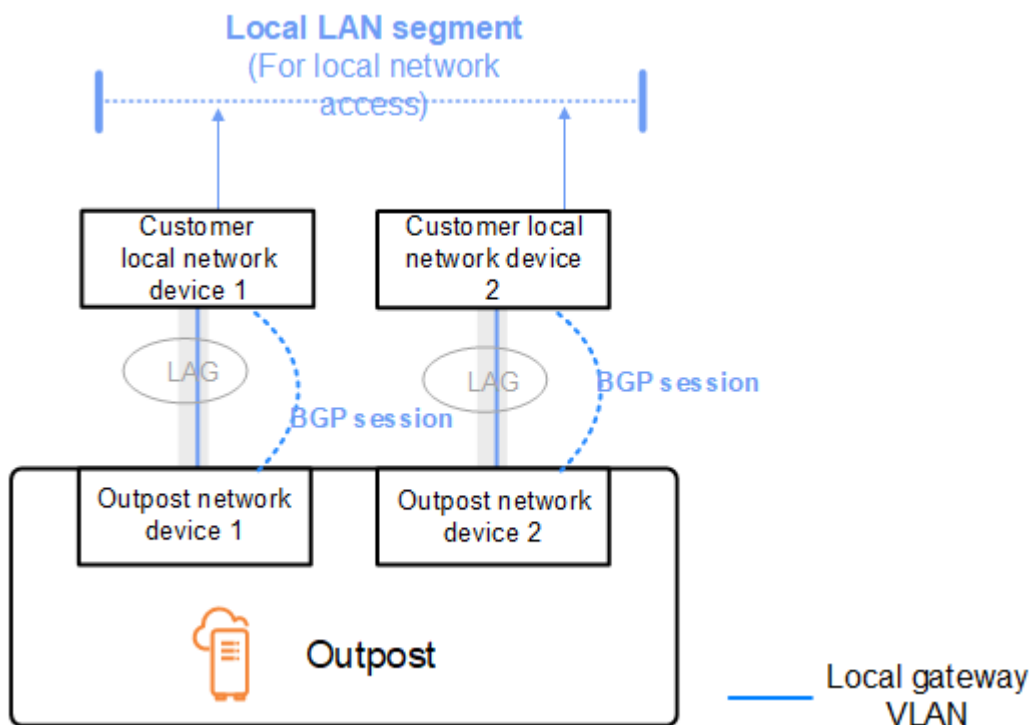 Local LAN segment
(For local network
access)
Customer
local network
device 1
Customer local
network device
2
LAG
LAG
BGP session
BGP session
Outpost network
device 1
Outpost network
device 2
Outpost
Local gateway
VLAN